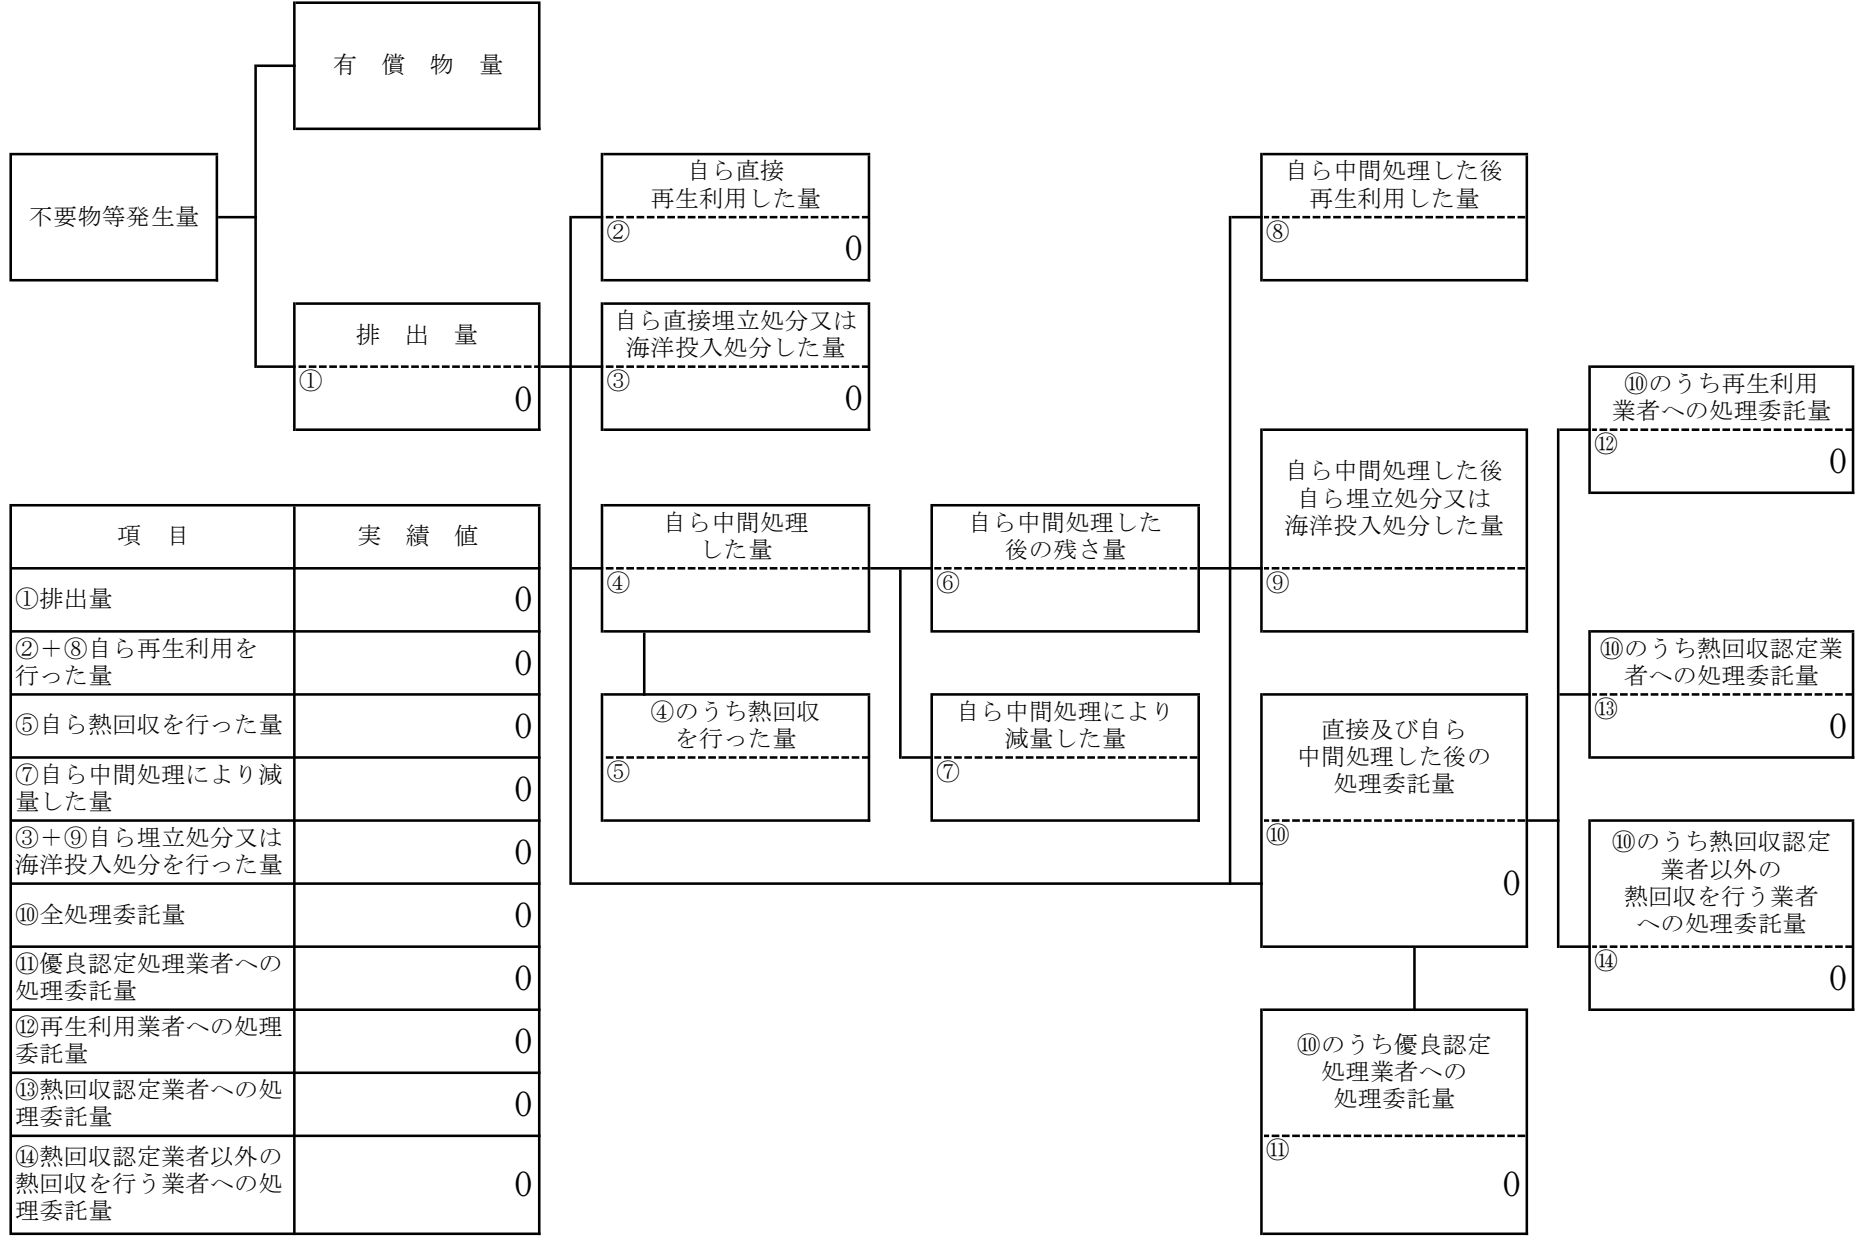 有 償 物 量
不要物等発生量
自ら直接
再生利用した量
②
0
自ら中間処理した後
再生利用した量
⑧
排 出 量
①
0
自ら直接埋立処分又は
海洋投入処分した量
③
0
⑩のうち再生利用
業者への処理委託量
⑫
0
自ら中間処理した後
自ら埋立処分又は
海洋投入処分した量
⑨
自ら中間処理
した量
④
自ら中間処理した
後の残さ量
⑥
④のうち熱回収
を行った量
⑤
自ら中間処理により
減量した量
⑦
直接及び自ら
中間処理した後の
処理委託量
⑩
0
⑩のうち熱回収認定業
者への処理委託量
⑬
0
⑩のうち熱回収認定
業者以外の
熱回収を行う業者
への処理委託量
⑭
0
⑩のうち優良認定
処理業者への
処理委託量
⑪
0
項 目 実 績 値
①排出量 0
②+⑧自ら再生利用を
行った量 0
⑤自ら熱回収を行った量 0
⑦自ら中間処理により減
量した量 0
③+⑨自ら埋立処分又は
海洋投入処分を行った量 0
⑩全処理委託量 0
⑪優良認定処理業者への
処理委託量 0
⑫再生利用業者への処理
委託量 0
⑬熱回収認定業者への処
理委託量 0
⑭熱回収認定業者以外の
熱回収を行う業者への処 0
理委託量